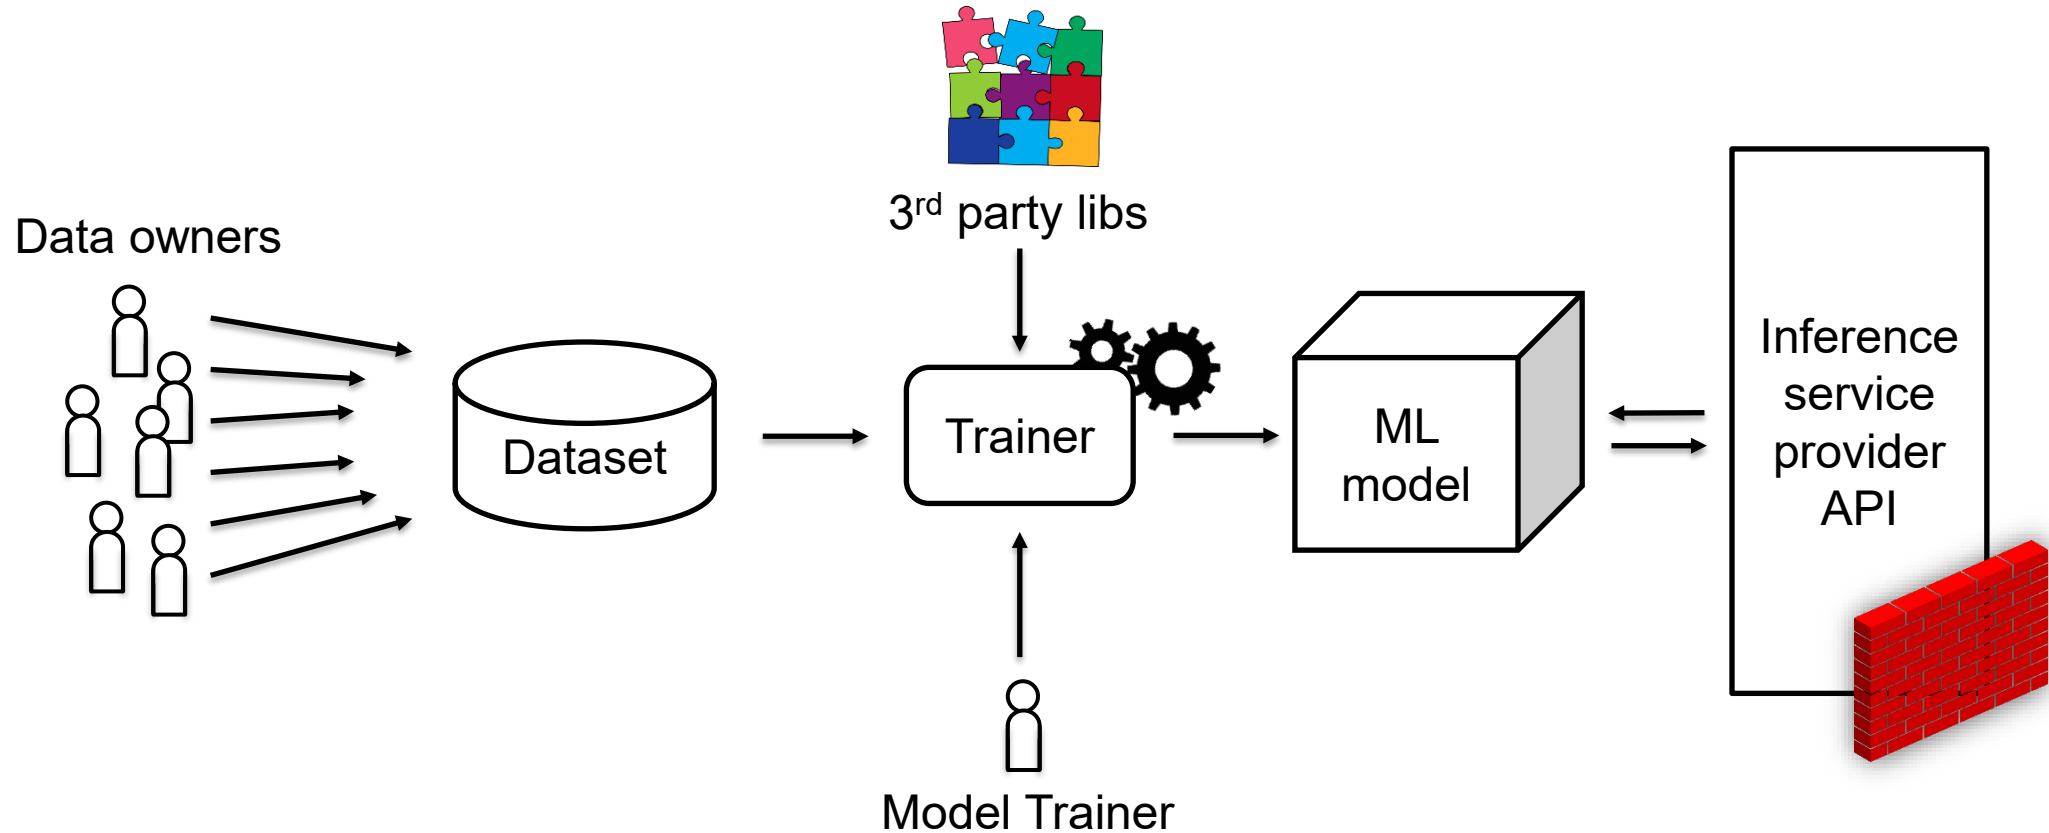 3rd party libs
Data owners
Dataset
Trainer
ML
model
Inference
service
provider
API
Model Trainer